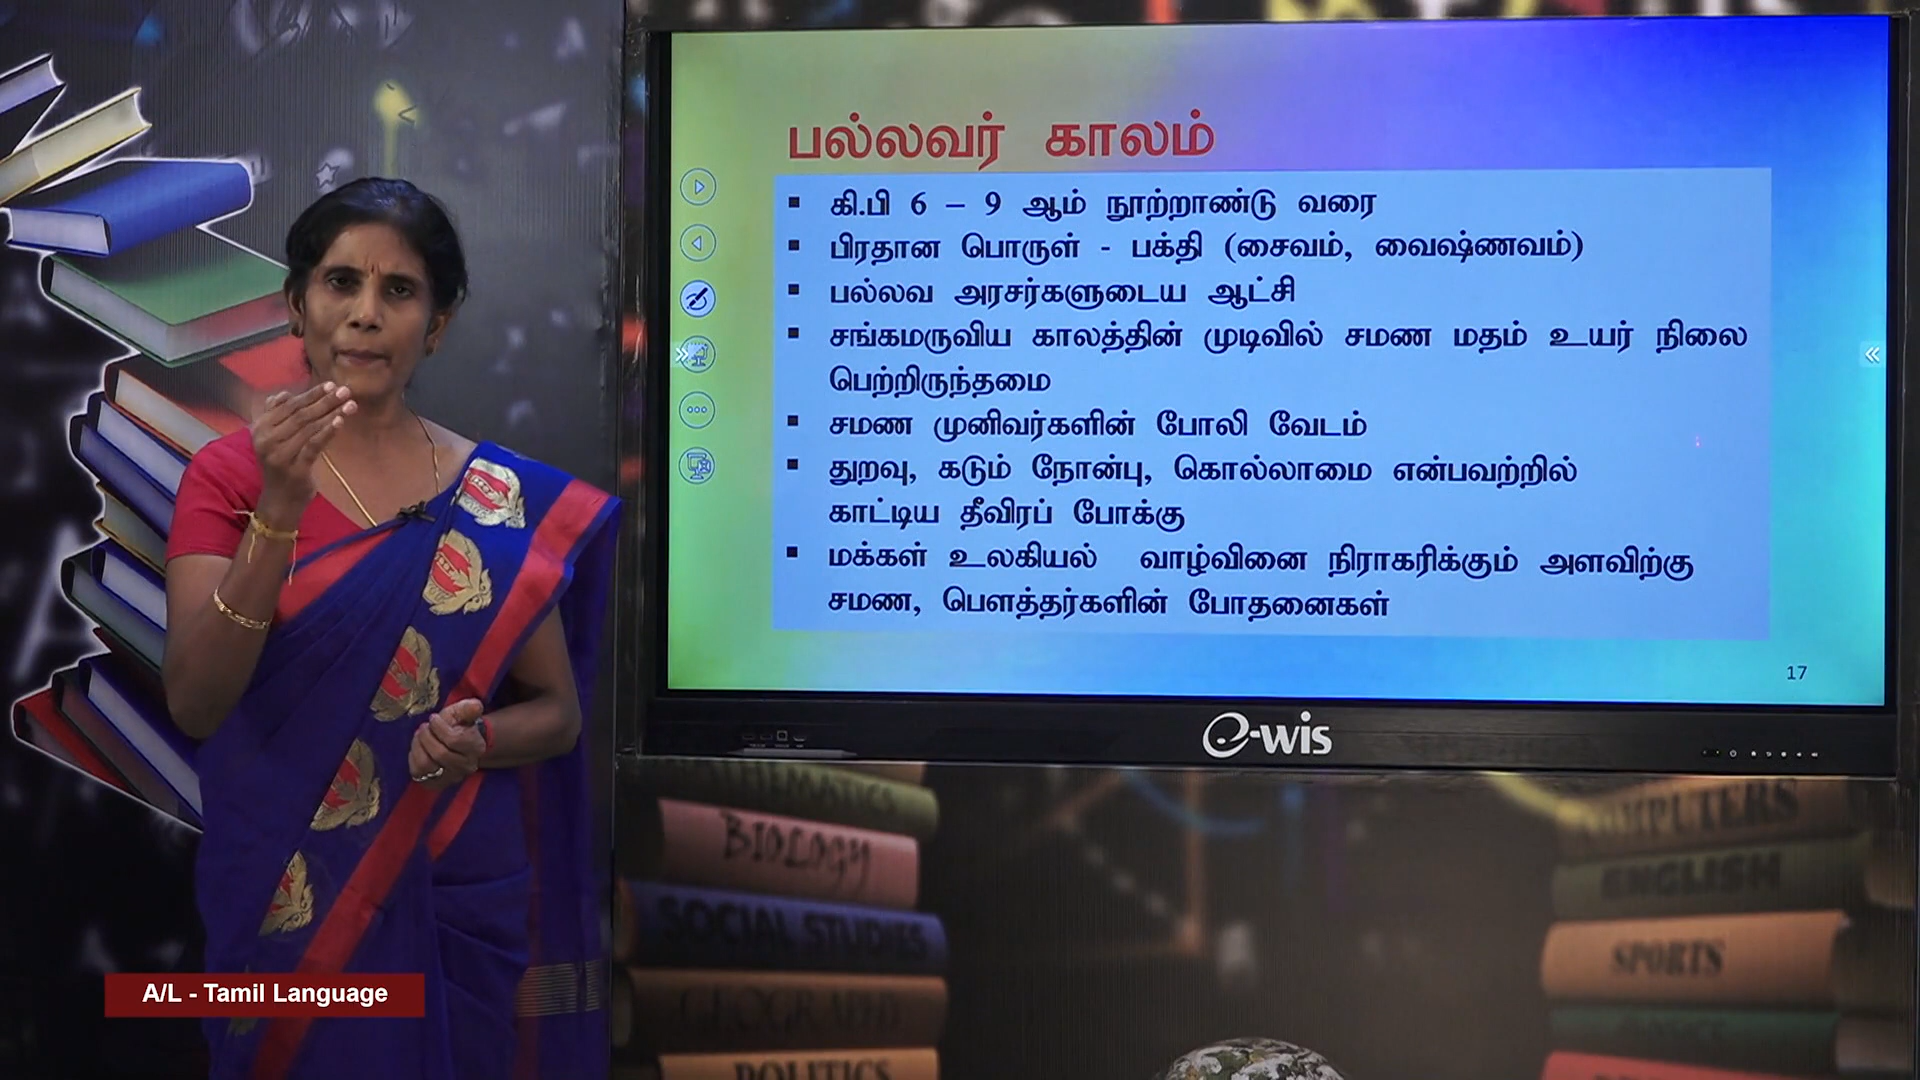 பல்லவர் காலம்
▪ கி.பி 6 – 9 ஆம் நூற்றாண்டு வரை
▪ பிரதான பொருள் - பக்தி (சைவம், வைஷ்ணவம்)
▪ பல்லவ அரசர்களுடைய ஆட்சி
▪ சங்கமருவிய காலத்தின் முடிவில் சமண மதம் உயர் நிலை
பெற்றிருந்தமை
▪ சமண முனிவர்களின் போலி வேடம்
▪ துறவு, கடும் நோன்பு, கொல்லாமை என்பவற்றில்
காட்டிய தீவிரப் போக்கு
▪ மக்கள் உலகியல் வாழ்வினை நிராகரிக்கும் அளவிற்கு
சமண, பௌத்தர்களின் போதனைகள்
17
e-wis
BIOLOGY
SOCIAL STUDIES
GEOGRAPHY
POLITICS
COMPUTERS
ENGLISH
SPORTS
A/L - Tamil Language